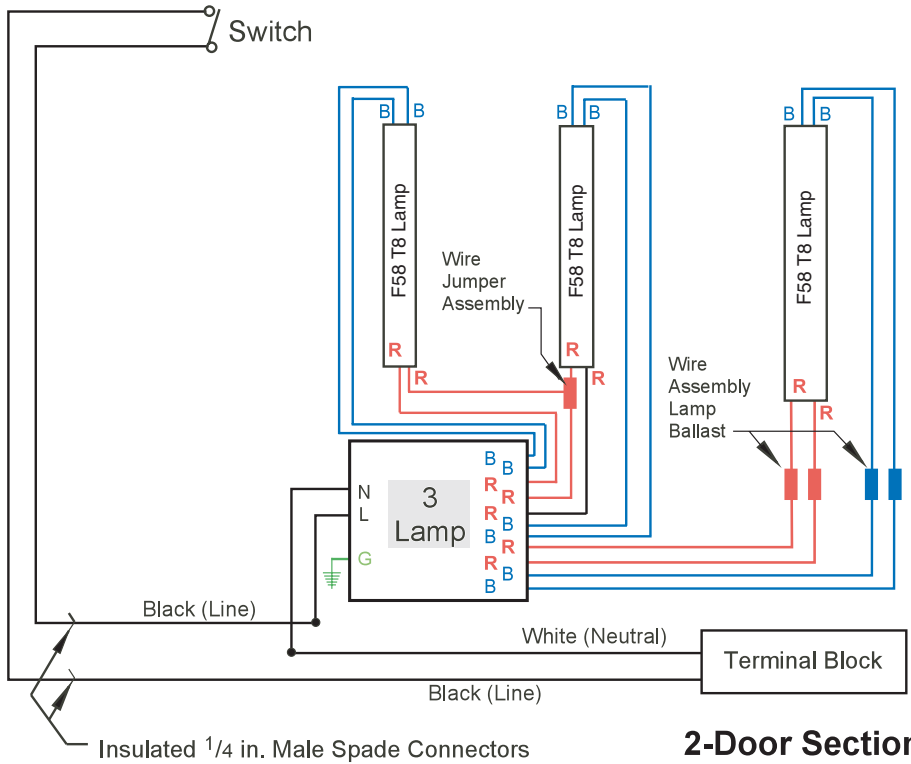 Switch
B B
B B
B B
F58 T8 Lamp
F58 T8 Lamp
F58 T8 Lamp
Wire
Jumper
Assembly
R
R
R
R
Wire
Assembly
Lamp
Ballast
R
R
N
L
G
3
Lamp
B
B
R
R
R
B
B
R
R
B
B
Black (Line)
White (Neutral)
Terminal Block
Black (Line)
Insulated 1/4 in. Male Spade Connectors
2-Door Section